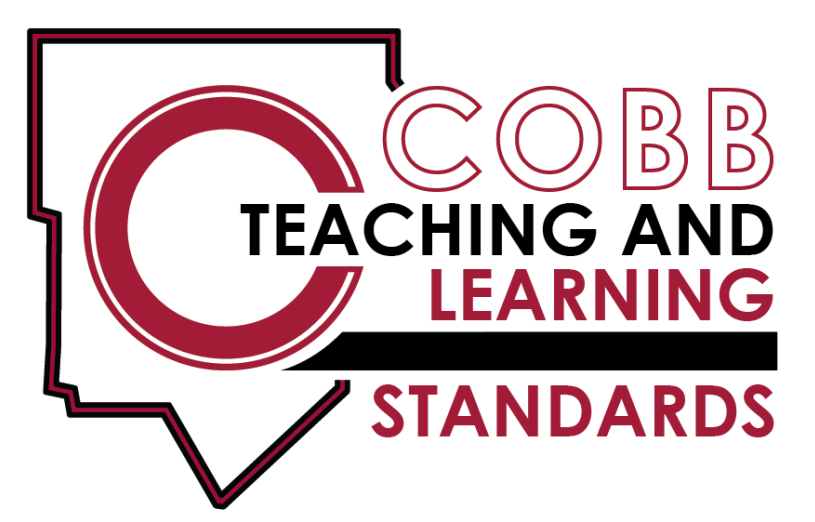 COBB
TEACHING AND
LEARNING
STANDARDS